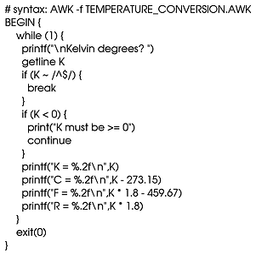 # syntax: AWK -f TEMPERATURE_CONVERSION.AWK
BEGIN {
while (1) {
printf("\nKelvin degrees? ")
getline K
if (K ~ /^$/) {
break
}
if (K < 0) {
print("K must be >= 0")
continue
}
printf("K = %.2f\n",K)
printf("C = %.2f\n",K - 273.15)
printf("F = %.2f\n",K * 1.8 - 459.67)
printf("R = %.2f\n",K * 1.8)
}
exit(0)
}